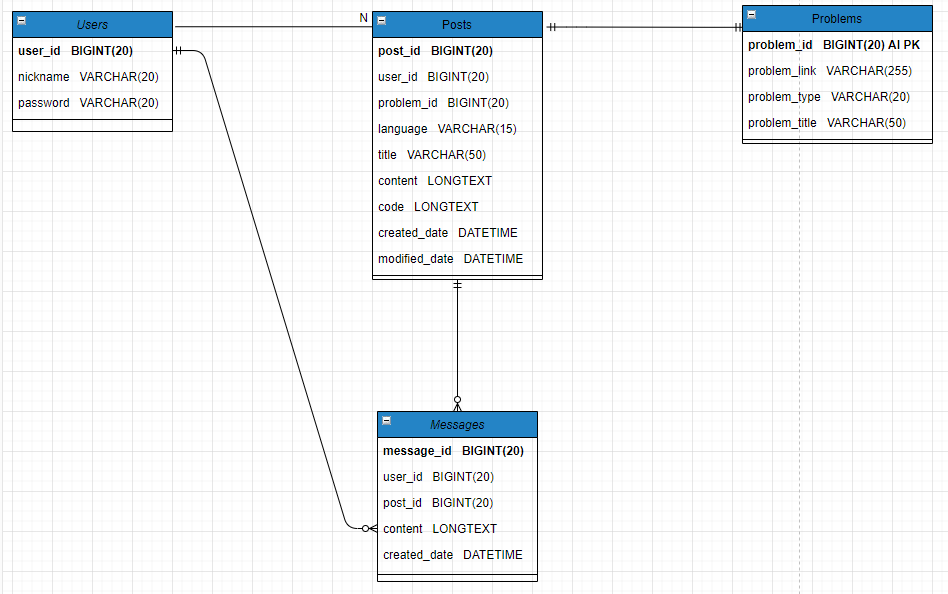 Users
user_id BIGINT(20)
nickname VARCHAR(20)
password VARCHAR(20)
N
Posts
post_id BIGINT(20)
user_id BIGINT(20)
problem_id BIGINT(20)
language VARCHAR(15)
title VARCHAR(50)
content LONGTEXT
code LONGTEXT
created_date DATETIME
modified_date DATETIME
Problems
problem_id BIGINT(20) AI PK
problem_link VARCHAR(255)
problem_type VARCHAR(20)
problem_title VARCHAR(50)
Messages
message_id BIGINT(20)
user_id BIGINT(20)
post_id BIGINT(20)
content LONGTEXT
created_date DATETIME